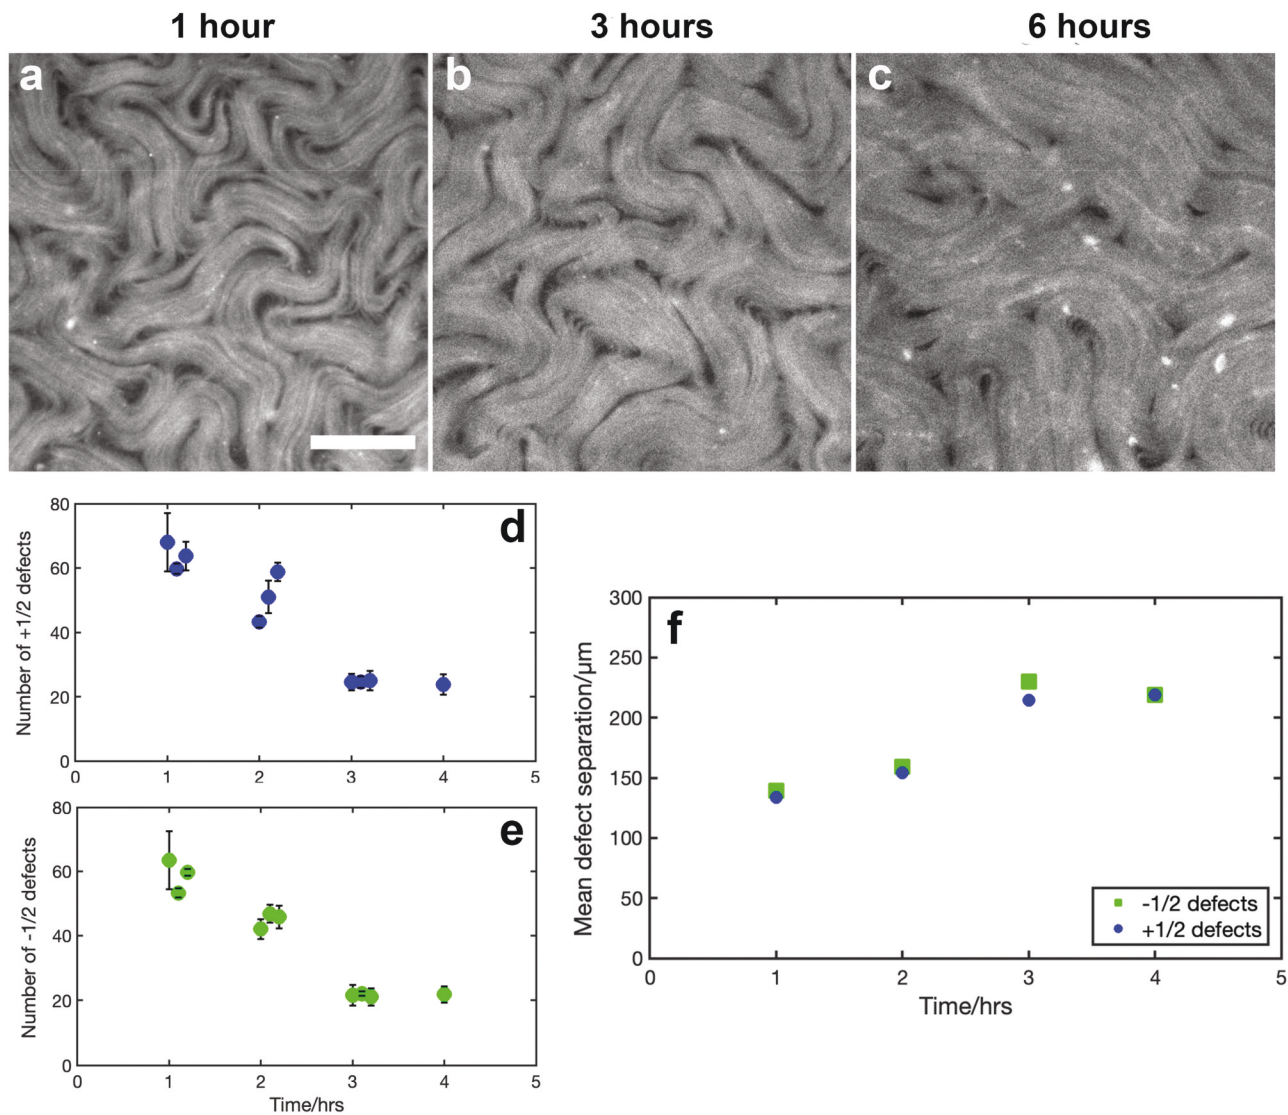 1 hour 3 hours 6 hours
a b c
d
80
60
40
20
0
Number of +1/2 defects
0 1 2 3 4 5
e
80
60
40
20
0
Number of -1/2 defects
0 1 2 3 4 5
Time/hrs
f
300
250
200
150
100
50
0
Mean defect separation/μm
-1/2 defects
+1/2 defects
0 1 2 3 4 5
Time/hrs